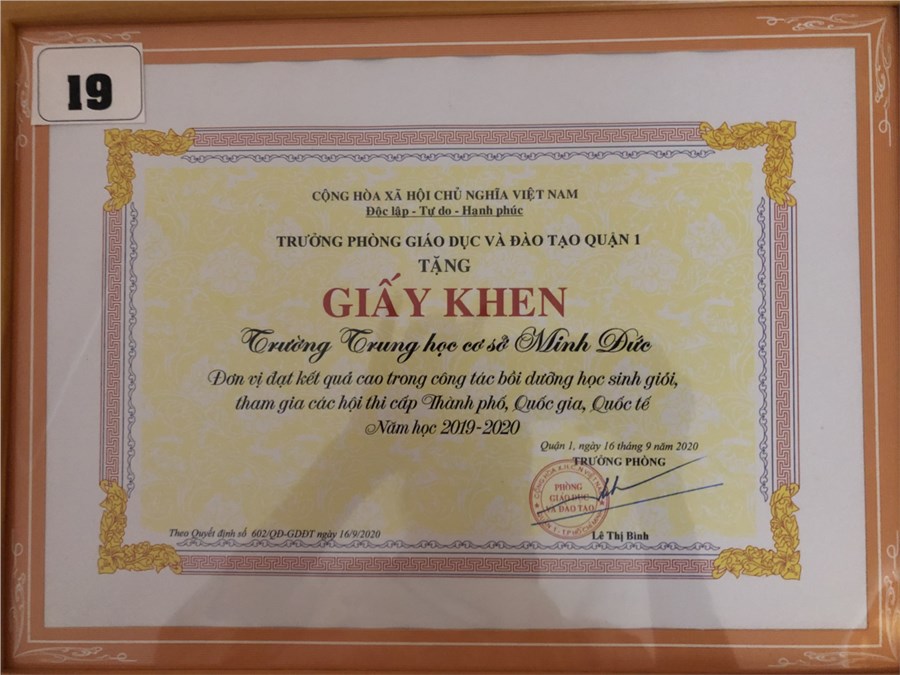 19
CỘNG HÒA XÃ HỘI CHỦ NGHĨA VIỆT NAM
Độc lập - Tự do - Hạnh phúc
TRƯỞNG PHÒNG GIÁO DỤC VÀ ĐÀO TẠO QUẬN 1
TẶNG
GIẤY KHEN
Trường Trung học cơ sở Minh Đức
Đơn vị đạt kết quả cao trong công tác bồi dưỡng học sinh giỏi,
tham gia các hội thi cấp Thành phố, Quốc gia, Quốc tế
Năm học 2019-2020
Quận 1, ngày 16 tháng 9 năm 2020
TRƯỞNG PHÒNG
PHÒNG
GIÁO DỤC
VÀ ĐÀO TẠO
Theo Quyết định số 602/QĐ-GDĐT ngày 16/9/2020
Lê Thị Bình